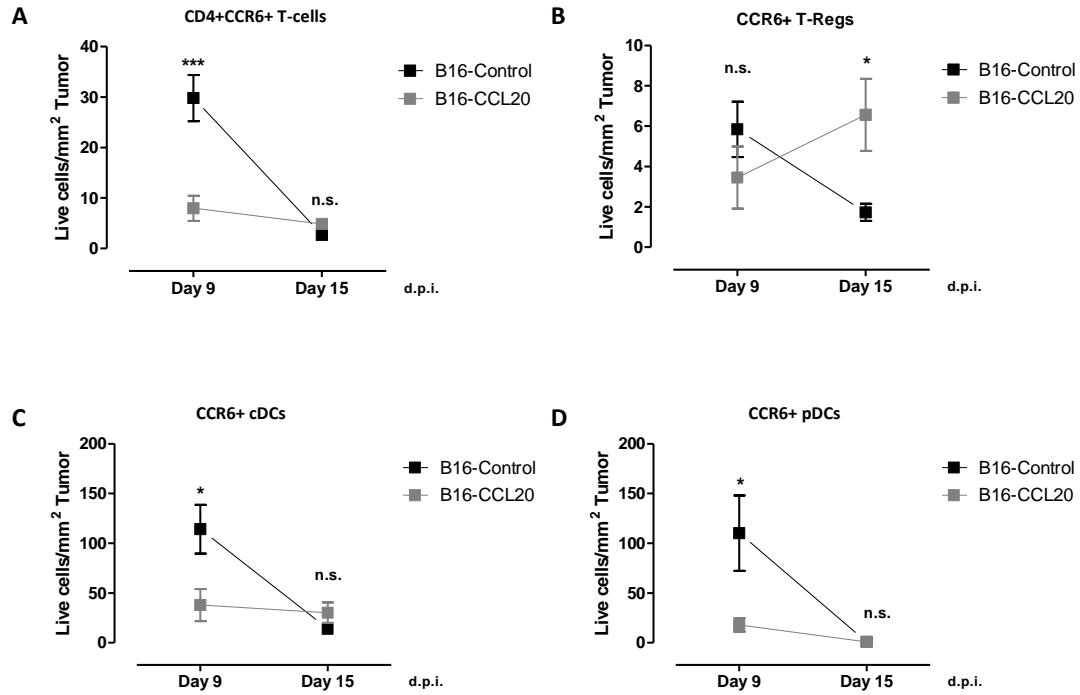 A
CD4+CCR6+ T-cells
Live cells/mm² Tumor
40
30
20
10
0
***
n.s.
Day 9
Day 15
d.p.i.
B16-Control
B16-CCL20
B
CCR6+ T-Regs
Live cells/mm² Tumor
10
8
6
4
2
0
n.s.
*
Day 9
Day 15
d.p.i.
B16-Control
B16-CCL20
C
CCR6+ cDCs
Live cells/mm² Tumor
200
150
100
50
0
*
n.s.
Day 9
Day 15
d.p.i.
B16-Control
B16-CCL20
D
CCR6+ pDCs
Live cells/mm² Tumor
200
150
100
50
0
*
n.s.
Day 9
Day 15
d.p.i.
B16-Control
B16-CCL20